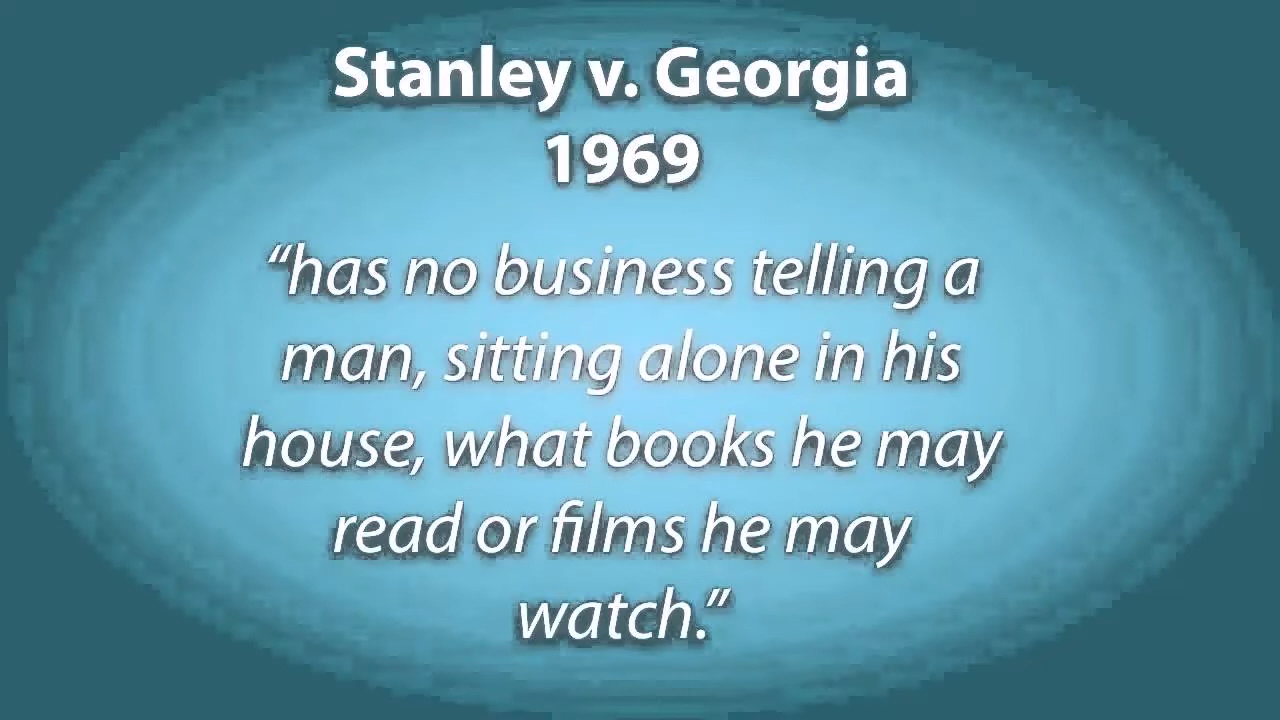 Stanley v. Georgia
1969
“has no business telling a
man, sitting alone in his
house, what books he may
read or films he may
watch.”